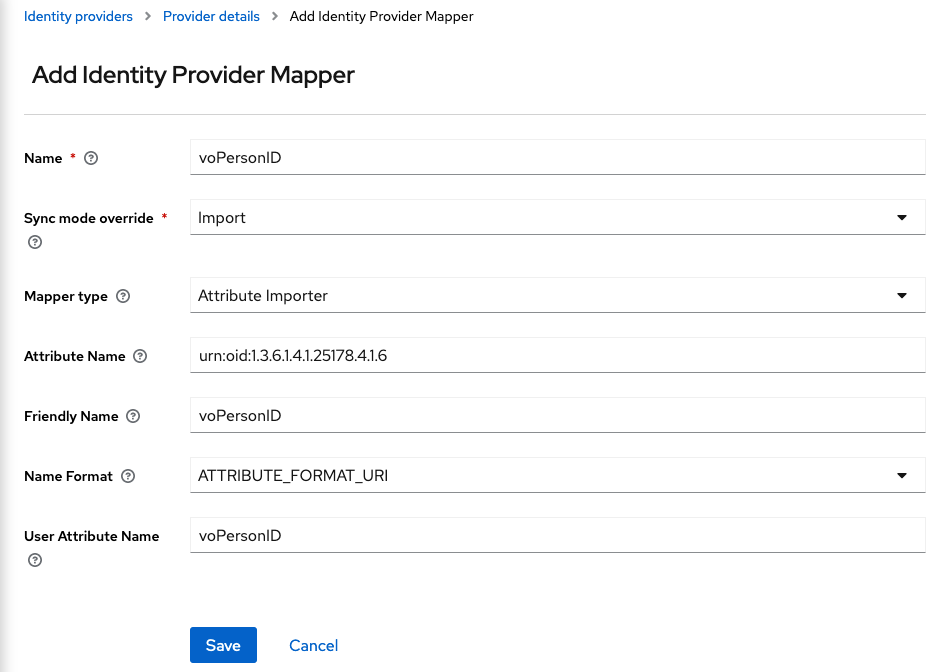 Identity providers > Provider details > Add Identity Provider Mapper
Add Identity Provider Mapper
Name * voPersonID
Sync mode override * Import
Mapper type Attribute Importer
Attribute Name urn:oid:1.3.6.1.4.1.25178.4.1.6
Friendly Name voPersonID
Name Format ATTRIBUTE_FORMAT_URI
User Attribute Name voPersonID
Save Cancel